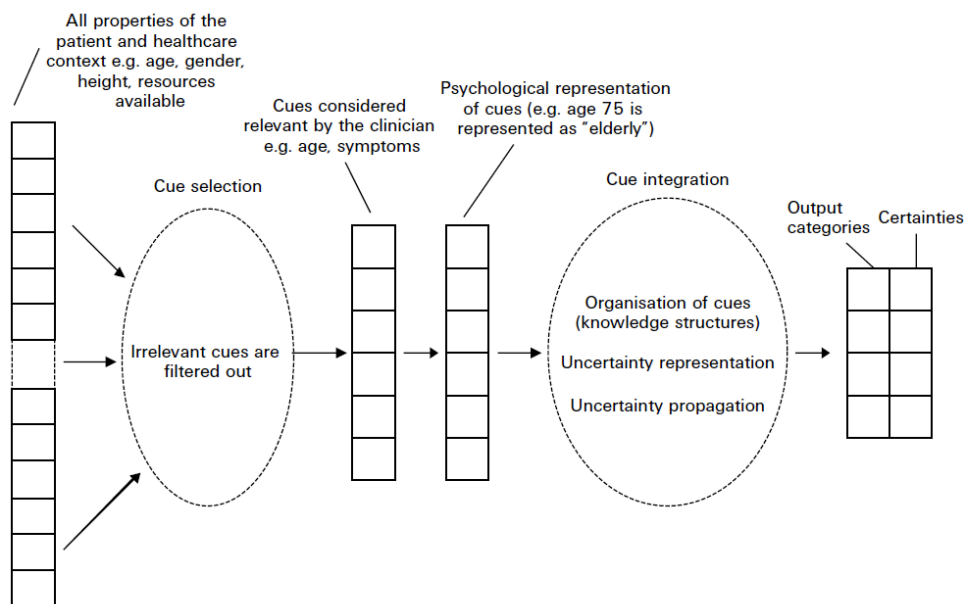 All properties of the
patient and healthcare
context e.g. age, gender,
height, resources
available
Cue selection
Irrelevant cues are
filtered out
Cues considered
relevant by the clinician
e.g. age, symptoms
Psychological representation
of cues (e.g. age 75 is
represented as "elderly")
Cue integration
Organisation of cues
(knowledge structures)
Uncertainty representation
Uncertainty propagation
Output
categories
Certainties